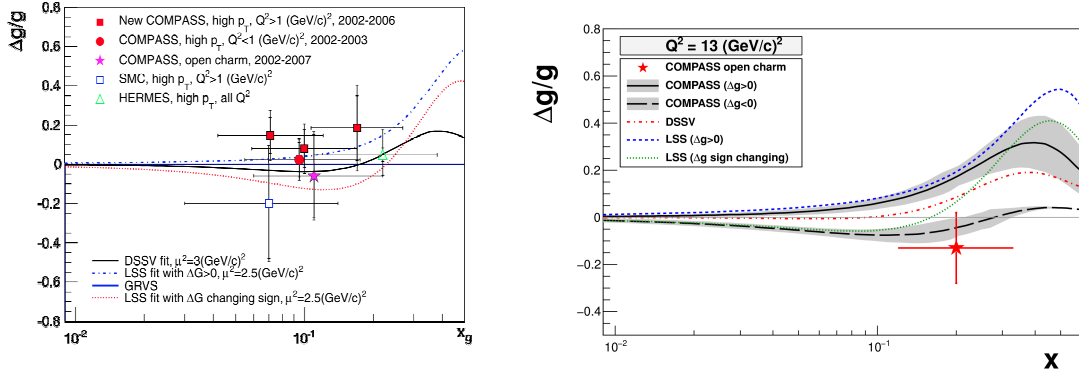 Δg/g
0.8
0.6
0.4
0.2
0
-0.2
-0.4
-0.6
-0.8
New COMPASS, high p_T, Q²>1 (GeV/c)², 2002-2006
COMPASS, high p_T, Q²<1 (GeV/c)², 2002-2003
COMPASS, open charm, 2002-2007
SMC, high p_T, Q²>1 (GeV/c)²
HERMES, high p_T, all Q²
DSSV fit, μ²=3(GeV/c)²
LSS fit with ΔG>0, μ²=2.5(GeV/c)²
GRVS
LSS fit with ΔG changing sign, μ²=2.5(GeV/c)²
10⁻²
10⁻¹
x_g
Δg/g
0.8
0.6
0.4
0.2
0
-0.2
-0.4
Q² = 13 (GeV/c)²
COMPASS open charm
COMPASS (Δg>0)
COMPASS (Δg<0)
DSSV
LSS (Δg>0)
LSS (Δg sign changing)
10⁻²
10⁻¹
x